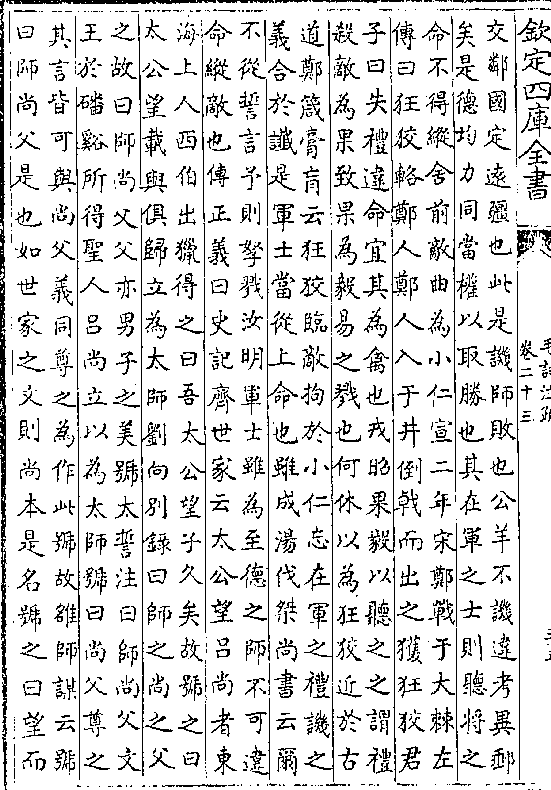 欽定四庫全書
毛詩注疏
卷二十三
交鄰國定遠疆也此是譏師敗也公羊不譏違考異郵
矣是德均力同當權以取勝也其在軍之士則聽將之
命不得縱舍前敵曲為小仁宣二年宋鄭戰于大棘左
傳曰狂狡輅鄭人鄭人入于井倒戟而出之獲狂狡君
子曰失禮違命宜其為禽也戎昭果毅以聽之之謂禮
殺敵為果致果為毅易之戮也何休以為狂狡近於古
道鄭箴膏肓云狂狡臨敵拘於小仁忘在軍之禮譏之
義合於讖是軍士當從上命也雖成湯伐桀尚書云爾
不從誓言予則孥戮汝明軍士雖為至德之師不可違
命縱敵也傳正義曰史記齊世家云太公望吕尚者東
海上人西伯出獵得之曰吾太公望子久矣故號之曰
太公望載與俱歸立為太師劉向别録曰師之尚之父
之故曰師尚父父亦男子之美號太誓注曰師尚父文
王於磻谿所得聖人吕尚立以為太師號曰尚父尊之
其言皆可與尚父義同尊之為作此號故雒師謀云號
曰師尚父是也如世家之文則尚本是名號之曰望而